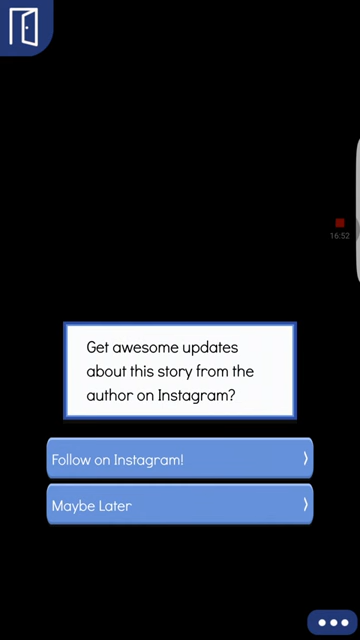 16:52
Get awesome updates
about this story from the
author on Instagram?
Follow on Instagram!
Maybe Later